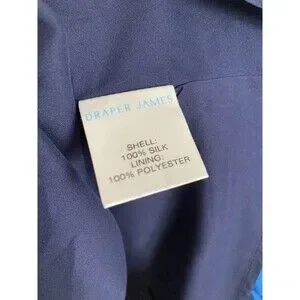 DRAPER JAMES
SHELL:
100% SILK
LINING:
100% POLYESTER